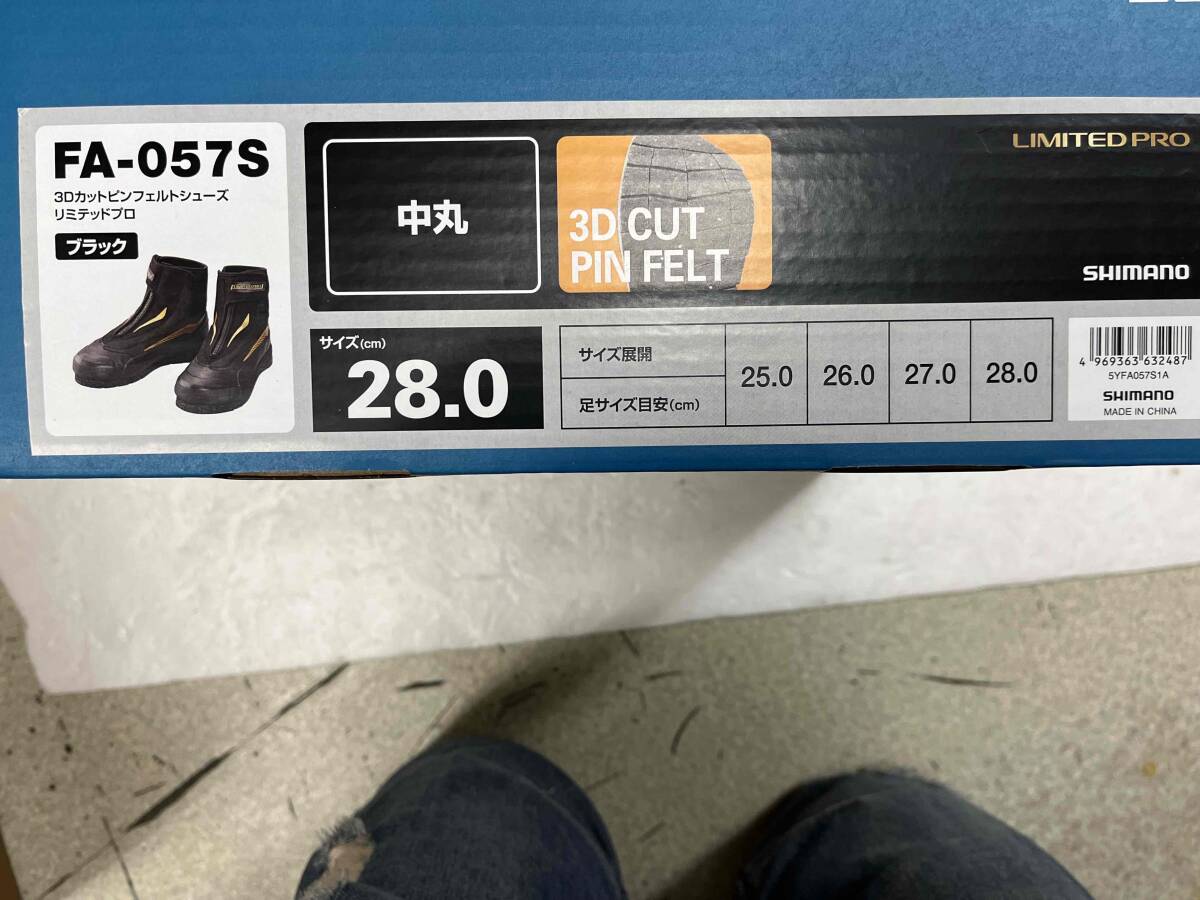 FA-057S
3Dカットピンフェルトシューズ
リミテッドプロ
ブラック
中丸
3D CUT
PIN FELT
LIMITED PRO
SHIMANO
サイズ(cm)
28.0
サイズ展開
足サイズ目安(cm)
25.0 26.0 27.0 28.0
4 969363 632487
5YFA057S1A
SHIMANO
MADE IN CHINA